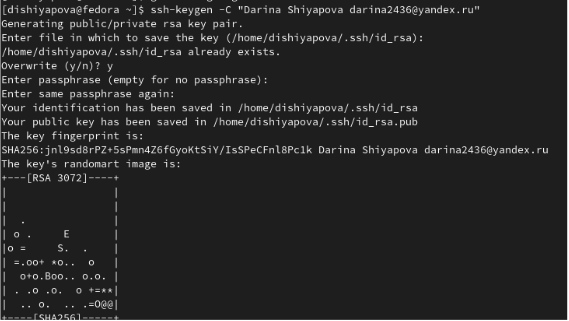 [dishiyapova@fedora ~]$ ssh-keygen -C "Darina Shiyapova darina2436@yandex.ru"
Generating public/private rsa key pair.
Enter file in which to save the key (/home/dishiyapova/.ssh/id_rsa):
/home/dishiyapova/.ssh/id_rsa already exists.
Overwrite (y/n)? y
Enter passphrase (empty for no passphrase):
Enter same passphrase again:
Your identification has been saved in /home/dishiyapova/.ssh/id_rsa
Your public key has been saved in /home/dishiyapova/.ssh/id_rsa.pub
The key fingerprint is:
SHA256:jnl9sd8rPZ+5sPmn4Z6fGyoKtSiY/IsSPeCFnl8Pc1k Darina Shiyapova darina2436@yandex.ru
The key's randomart image is:
+---[RSA 3072]----+
|                 |
|                 |
|  .              |
| o .     E       |
|o =     S.  .    |
| =.oo+ *o..  o   |
|  o+o.Boo.. o.o. |
| . .o .o.  o +=**|
|  .. o.  .. .=O@@|
+----[SHA256]-----+